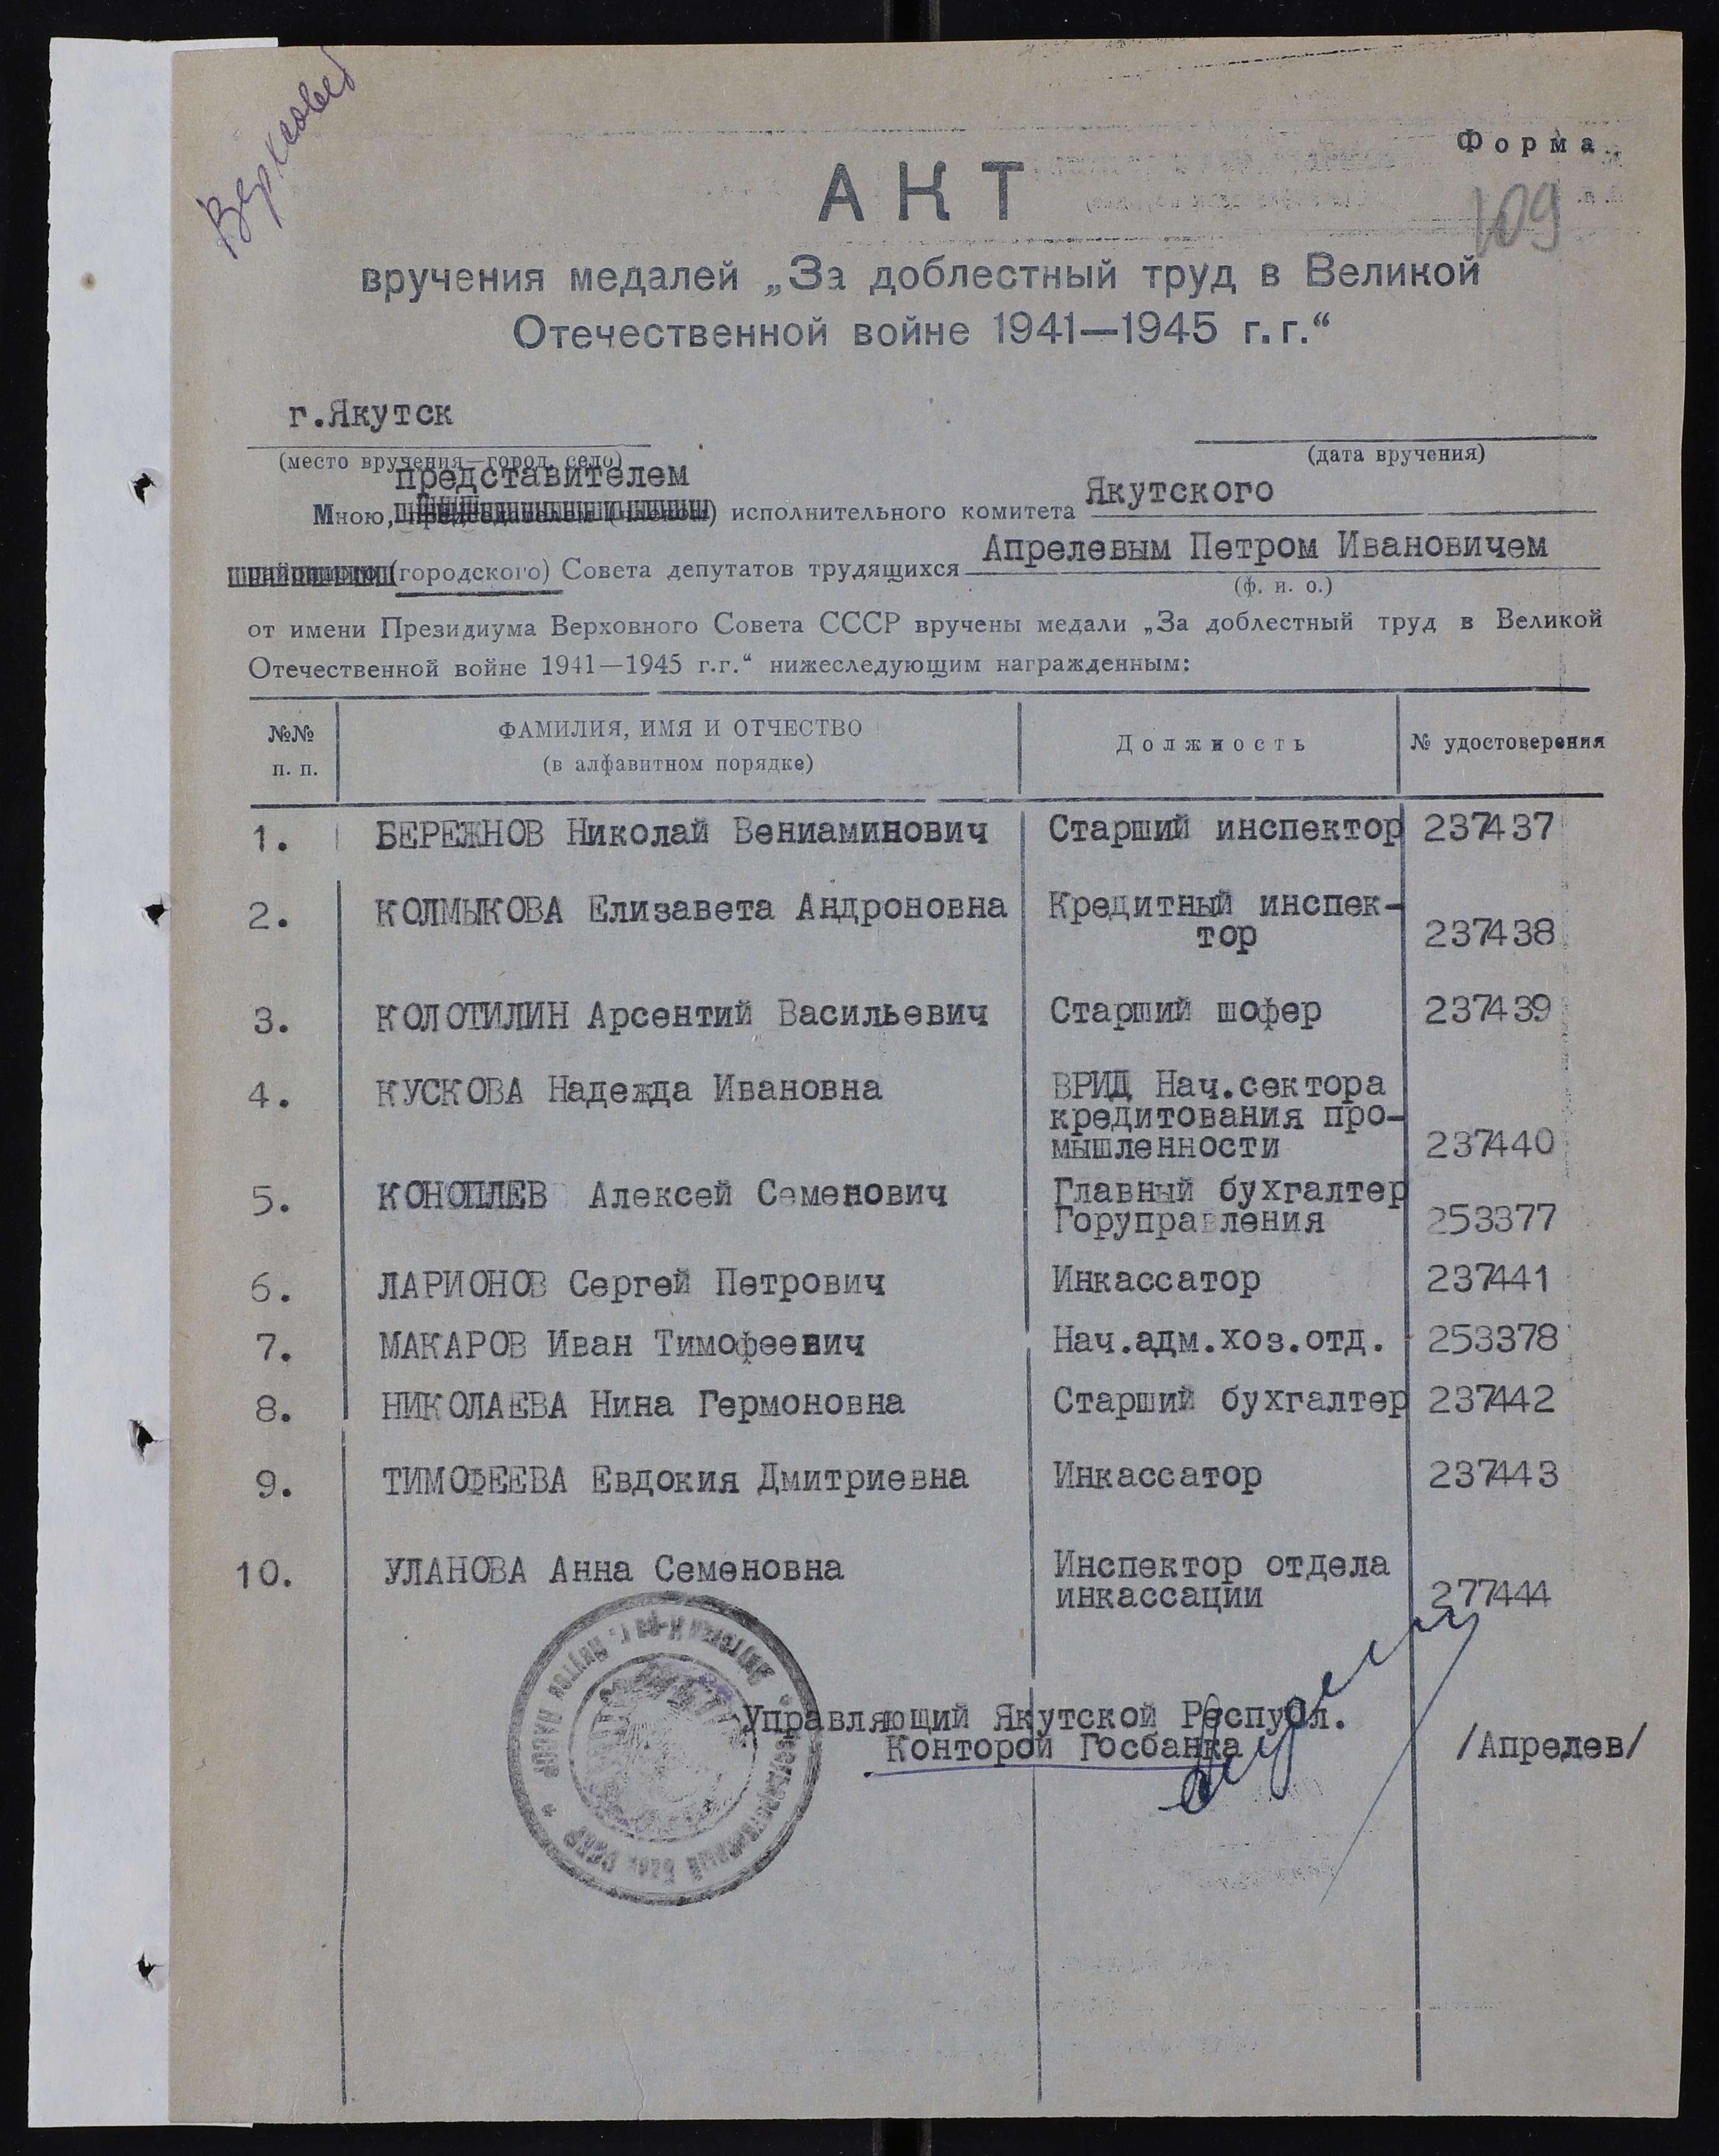 Верхсовет
Форма
109
АКТ
вручения медалей „За доблестный труд в Великой
Отечественной войне 1941—1945 г.г.“
г.Якутск
(место вручения—город, село)
(дата вручения)
представителем
Мною, председателем (членом) исполнительного комитета Якутского
(городского) Совета депутатов трудящихся Апрелевым Петром Ивановичем
(ф. и. о.)
от имени Президиума Верховного Совета СССР вручены медали „За доблестный труд в Великой
Отечественной войне 1941—1945 г.г.“ нижеследующим награжденным:
№№ п. п. ФАМИЛИЯ, ИМЯ И ОТЧЕСТВО (в алфавитном порядке) Должность № удостоверения
1. БЕРЕЖНОВ Николай Вениаминович Старший инспектор 237437
2. КОЛМЫКОВА Елизавета Андроновна Кредитный инспек-
тор 237438
3. КОЛОТИЛИН Арсентий Васильевич Старший шофер 237439
4. КУСКОВА Надежда Ивановна ВРИД Нач.сектора
кредитования про-
мышленности 237440
5. КОНОПЛЕВ Алексей Семенович Главный бухгалтер
Горуправления 253377
6. ЛАРИОНОВ Сергей Петрович Инкассатор 237441
7. МАКАРОВ Иван Тимофеевич Нач.адм.хоз.отд. 253378
8. НИКОЛАЕВА Нина Гермоновна Старший бухгалтер 237442
9. ТИМОФЕЕВА Евдокия Дмитриевна Инкассатор 237443
10. УЛАНОВА Анна Семеновна Инспектор отдела
инкассации 277444
Управляющий Якутской Республ.
Конторой Госбанка /Апрелев/